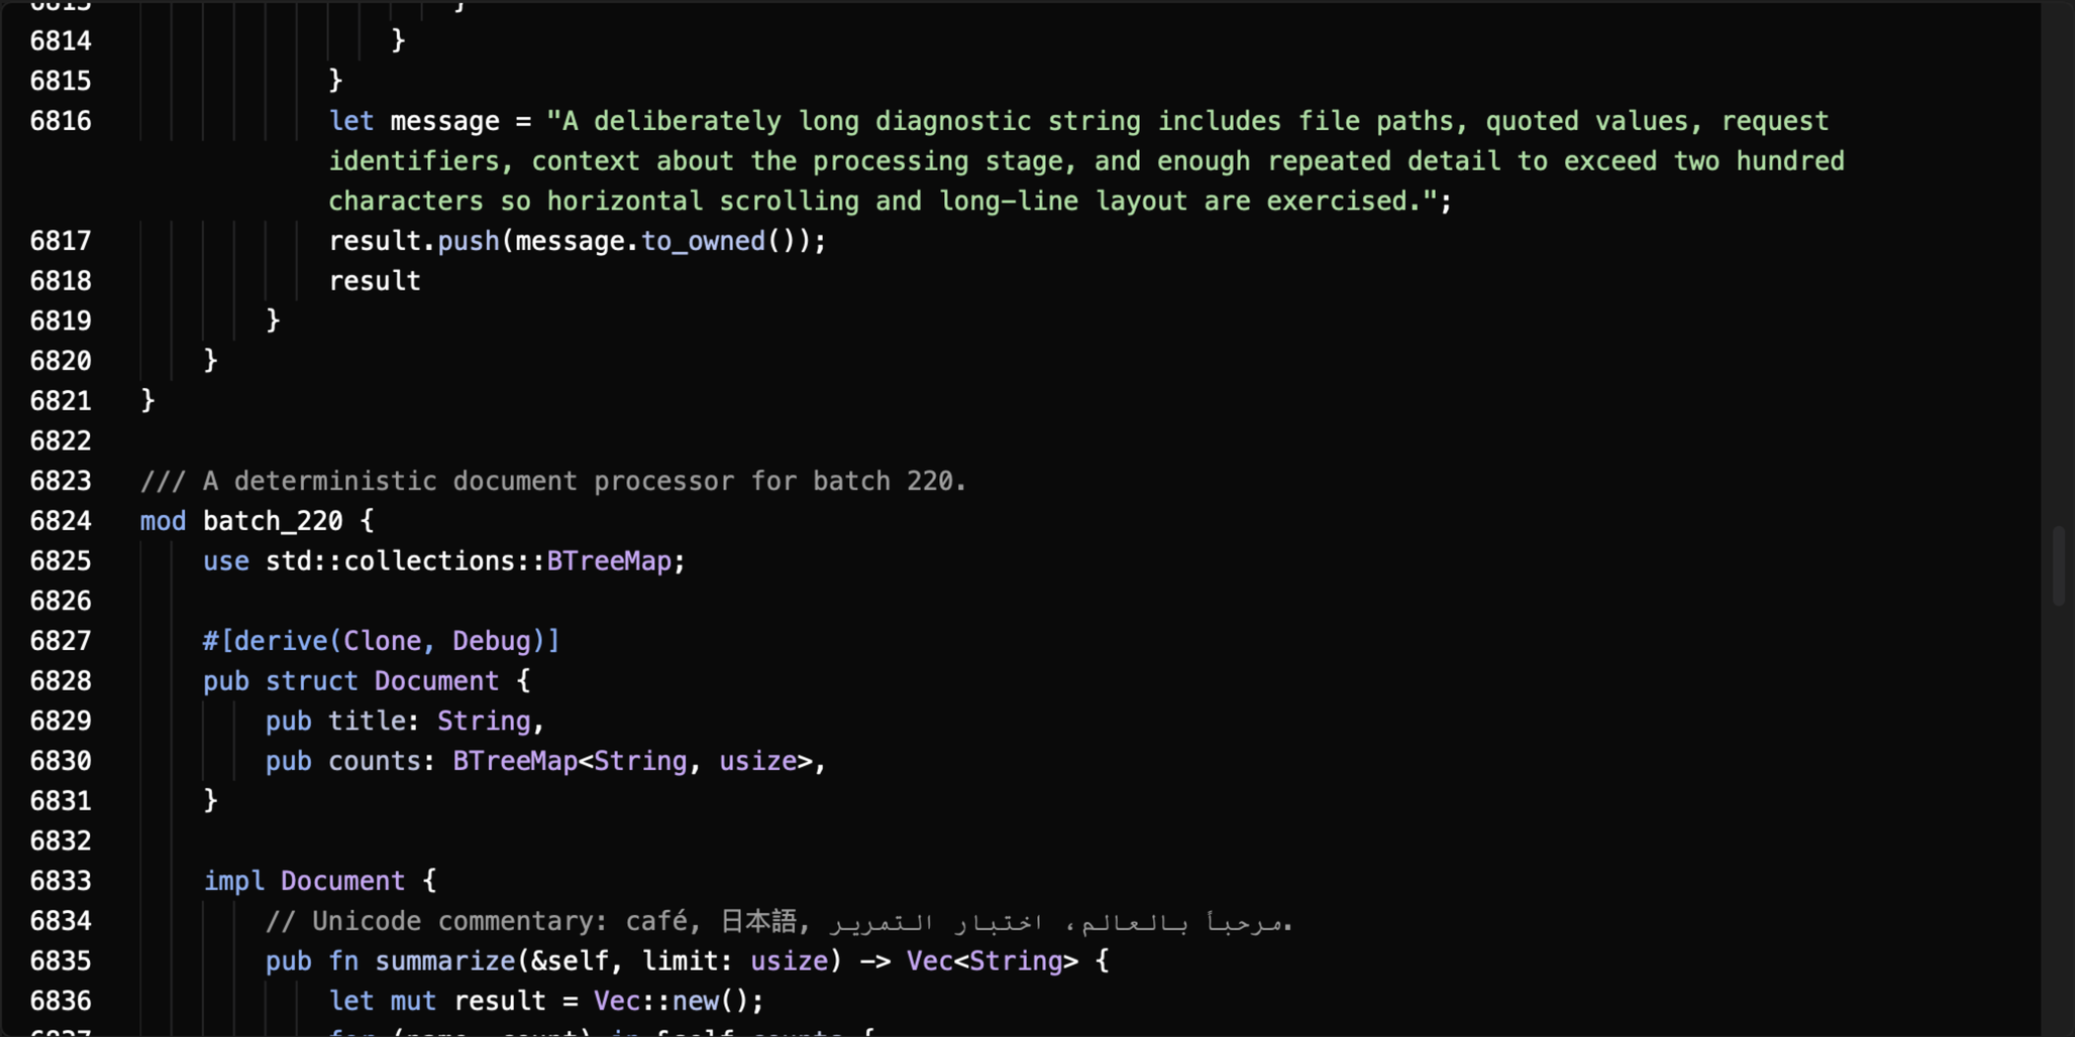 6814                 }
6815             }
6816             let message = "A deliberately long diagnostic string includes file paths, quoted values, request
identifiers, context about the processing stage, and enough repeated detail to exceed two hundred
characters so horizontal scrolling and long-line layout are exercised.";
6817             result.push(message.to_owned());
6818             result
6819         }
6820     }
6821 }
6822
6823 /// A deterministic document processor for batch 220.
6824 mod batch_220 {
6825     use std::collections::BTreeMap;
6826
6827     #[derive(Clone, Debug)]
6828     pub struct Document {
6829         pub title: String,
6830         pub counts: BTreeMap<String, usize>,
6831     }
6832
6833     impl Document {
6834         // Unicode commentary: café, 日本語, مرحباً بالعالم، اختبار التمرير.
6835         pub fn summarize(&self, limit: usize) -> Vec<String> {
6836             let mut result = Vec::new();